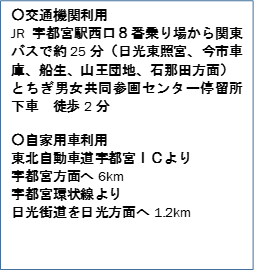 〇交通機関利用
JR 宇都宮駅西口８番乗り場から関東
バスで約 25 分（日光東照宮、今市車
庫、船生、山王団地、石那田方面）
とちぎ男女共同参画センター停留所
下車　徒歩 2 分

〇自家用車利用
東北自動車道宇都宮ＩＣより
宇都宮方面へ 6km
宇都宮環状線より
日光街道を日光方面へ 1.2km